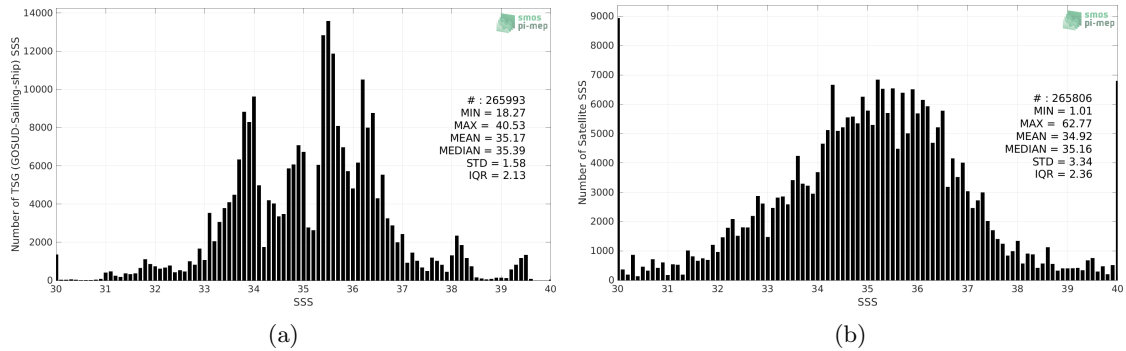 14000
12000
10000
8000
6000
4000
2000
0
30 31 32 33 34 35 36 37 38 39 40
SSS
Number of TSG (GOSUD-Sailing-ship) SSS
smos
pi-mep
# : 265993
MIN = 18.27
MAX = 40.53
MEAN = 35.17
MEDIAN = 35.39
STD = 1.58
IQR = 2.13
(a)
9000
8000
7000
6000
5000
4000
3000
2000
1000
0
30 31 32 33 34 35 36 37 38 39 40
SSS
Number of Satellite SSS
smos
pi-mep
# : 265806
MIN = 1.01
MAX = 62.77
MEAN = 34.92
MEDIAN = 35.16
STD = 3.34
IQR = 2.36
(b)